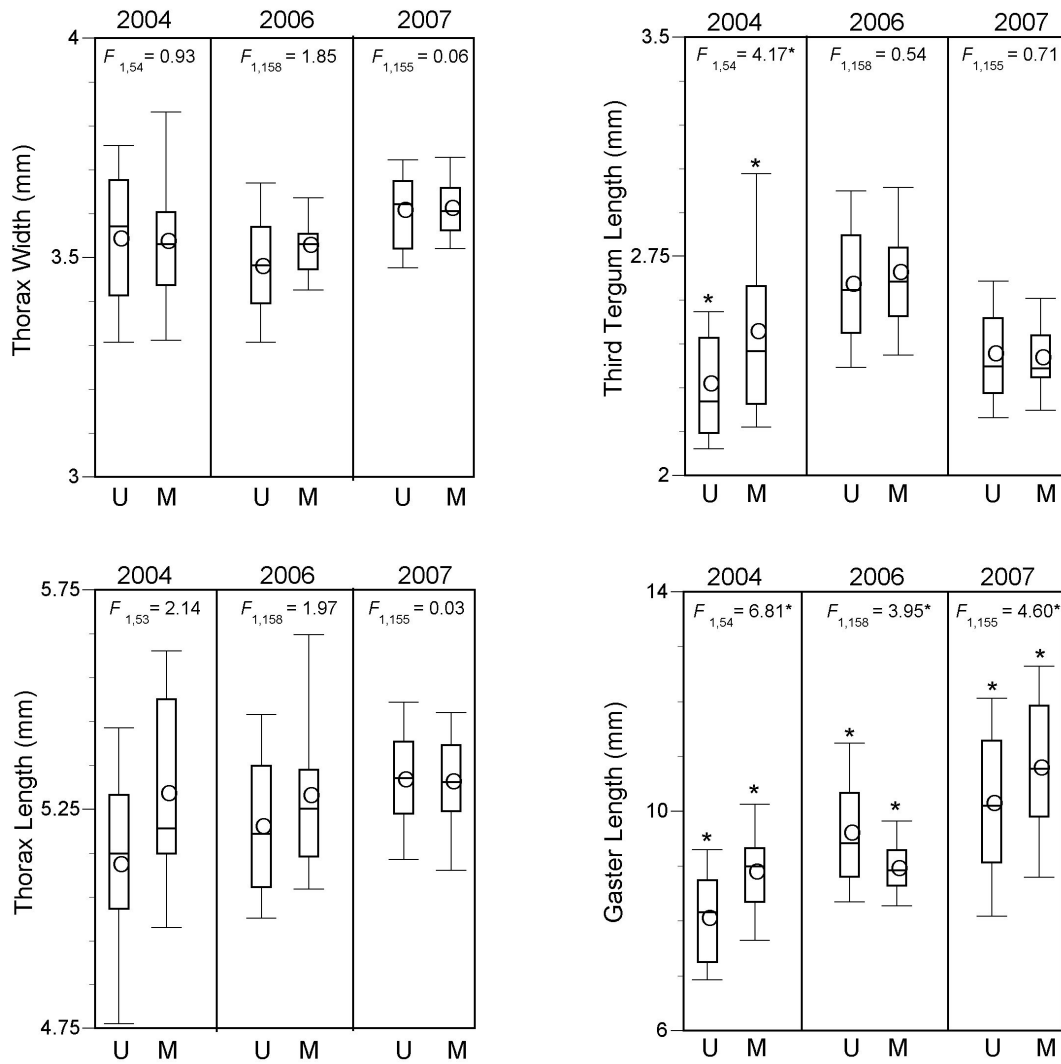 2004 2006 2007
F1,54 = 0.93 F1,158 = 1.85 F1,155 = 0.06
Thorax Width (mm)
4
3.5
3
U M U M U M
2004 2006 2007
F1,54 = 4.17* F1,158 = 0.54 F1,155 = 0.71
Third Tergum Length (mm)
3.5
2.75
2
* *
U M U M U M
2004 2006 2007
F1,53 = 2.14 F1,158 = 1.97 F1,155 = 0.03
Thorax Length (mm)
5.75
5.25
4.75
U M U M U M
2004 2006 2007
F1,54 = 6.81* F1,158 = 3.95* F1,155 = 4.60*
Gaster Length (mm)
14
10
6
* * * * * *
U M U M U M